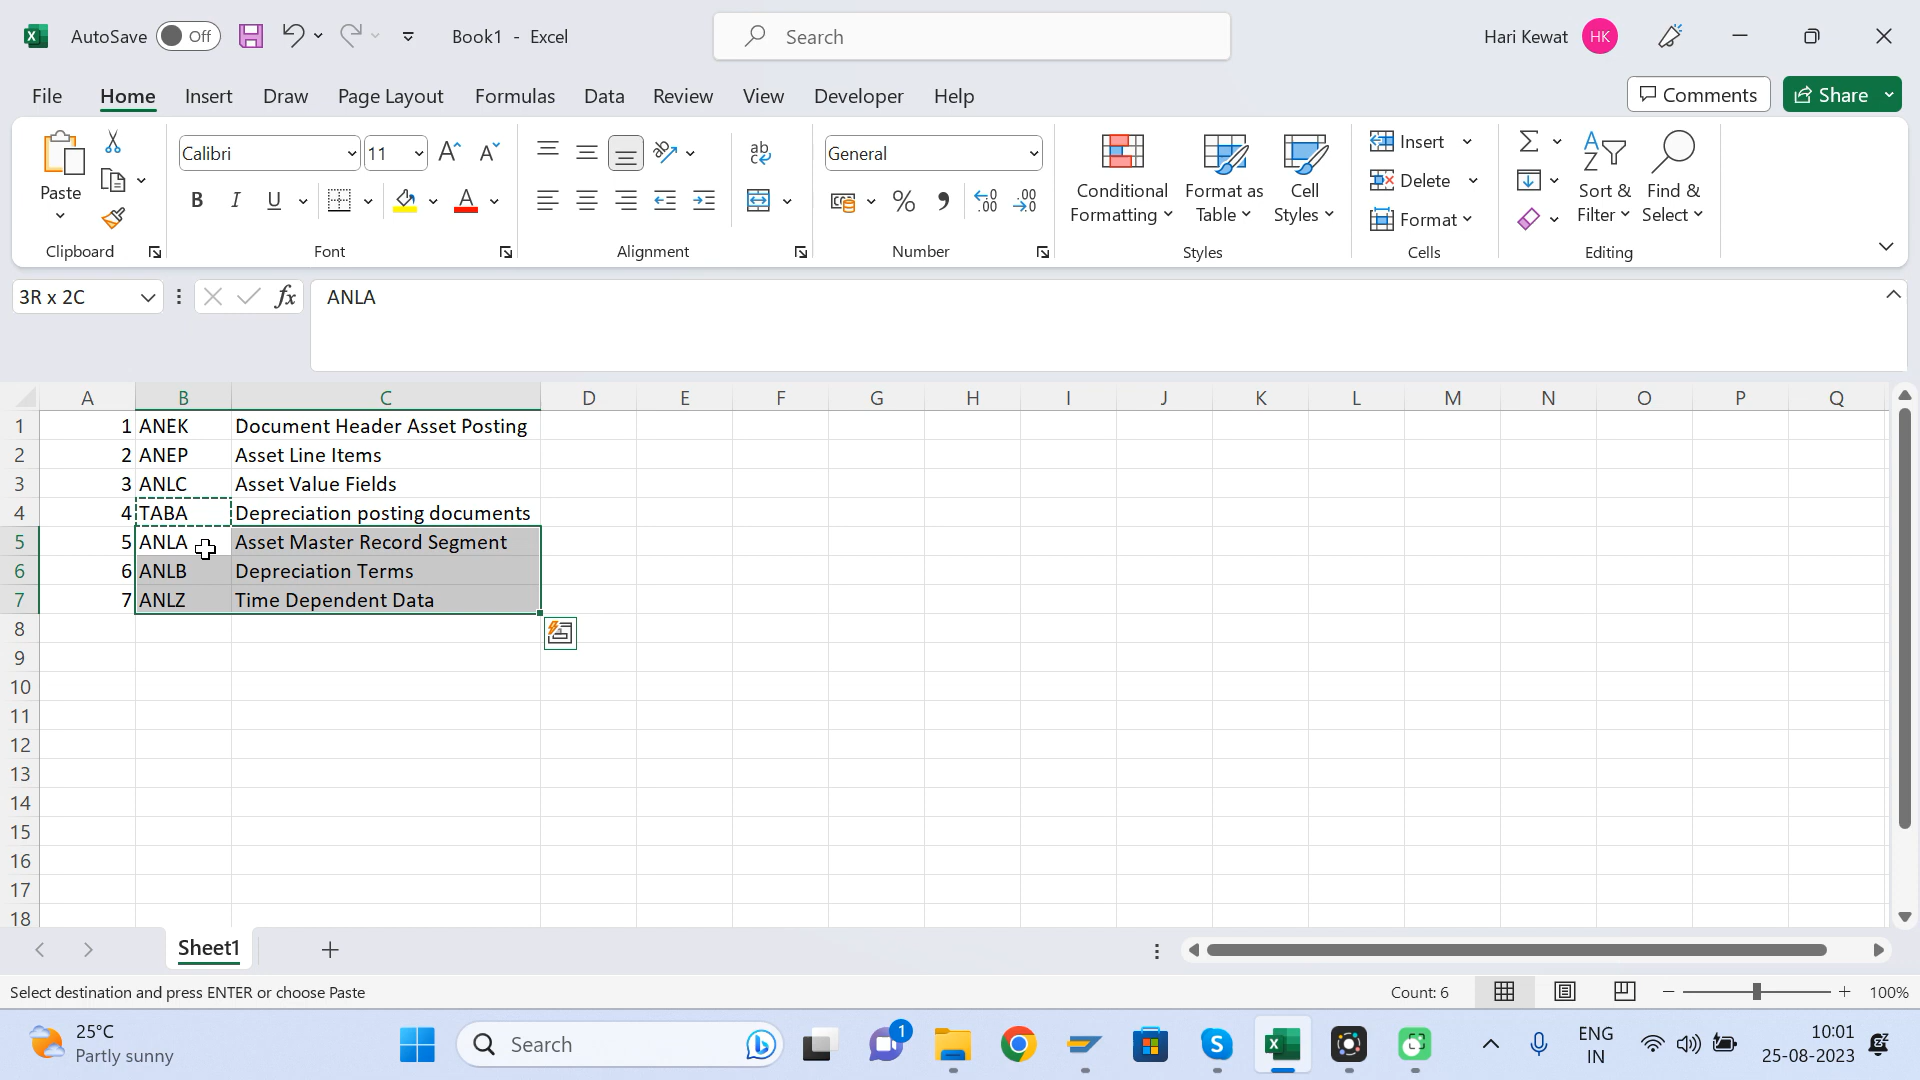 AutoSave Off Book1 - Excel Search Hari Kewat HK
File Home Insert Draw Page Layout Formulas Data Review View Developer Help Comments Share
Paste
Clipboard
Calibri 11
B I U A
Font
ab
Alignment
General
% , .00
Number
Conditional Formatting
Format as Table
Cell Styles
Styles
Insert
Delete
Format
Cells
Sort & Filter
Find & Select
Editing
3R x 2C fx ANLA
A B C D E F G H I J K L M N O P Q
1 1 ANEK Document Header Asset Posting
2 2 ANEP Asset Line Items
3 3 ANLC Asset Value Fields
4 4 TABA Depreciation posting documents
5 5 ANLA Asset Master Record Segment
6 6 ANLB Depreciation Terms
7 7 ANLZ Time Dependent Data
8
9
10
11
12
13
14
15
16
17
18
Sheet1
Select destination and press ENTER or choose Paste Count: 6 100%
25°C
Partly sunny
Search
1
ENG
IN
10:01
25-08-2023